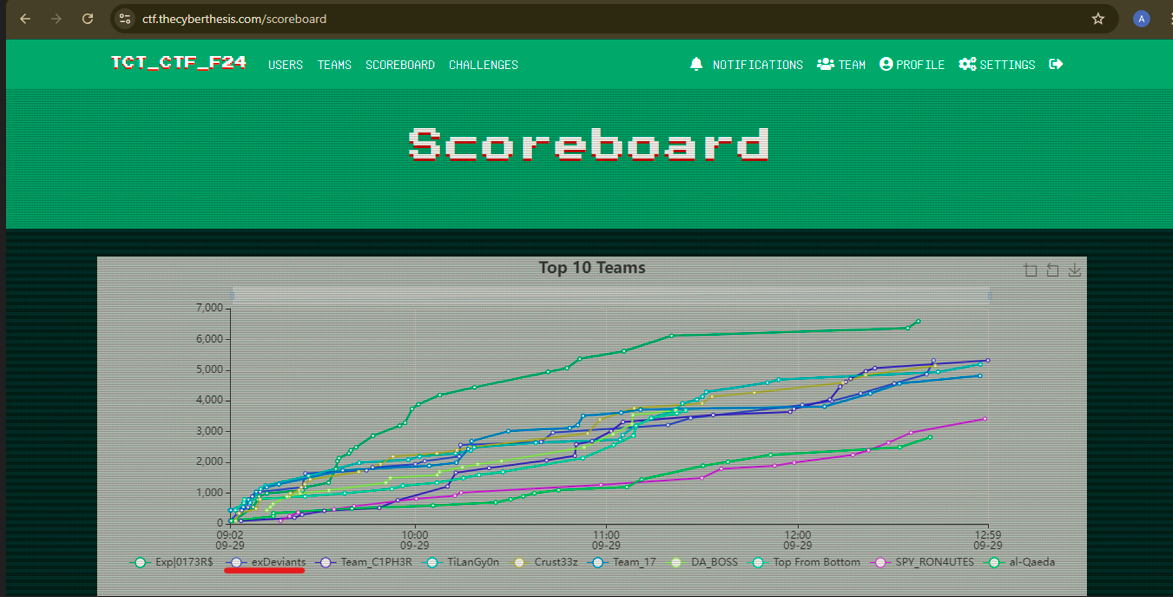 ctf.thecyberthesis.com/scoreboard
A
TCT_CTF_F24 USERS TEAMS SCOREBOARD CHALLENGES NOTIFICATIONS TEAM PROFILE SETTINGS
Scoreboard
Top 10 Teams
7,000
6,000
5,000
4,000
3,000
2,000
1,000
0
09:02 10:00 11:00 12:00 12:59
09-29 09-29 09-29 09-29 09-29
Exp|0173R$ exDeviants Team_C1PH3R TiLanGy0n Crust33z Team_17 DA_BOSS Top From Bottom SPY_RON4UTES al-Qaeda